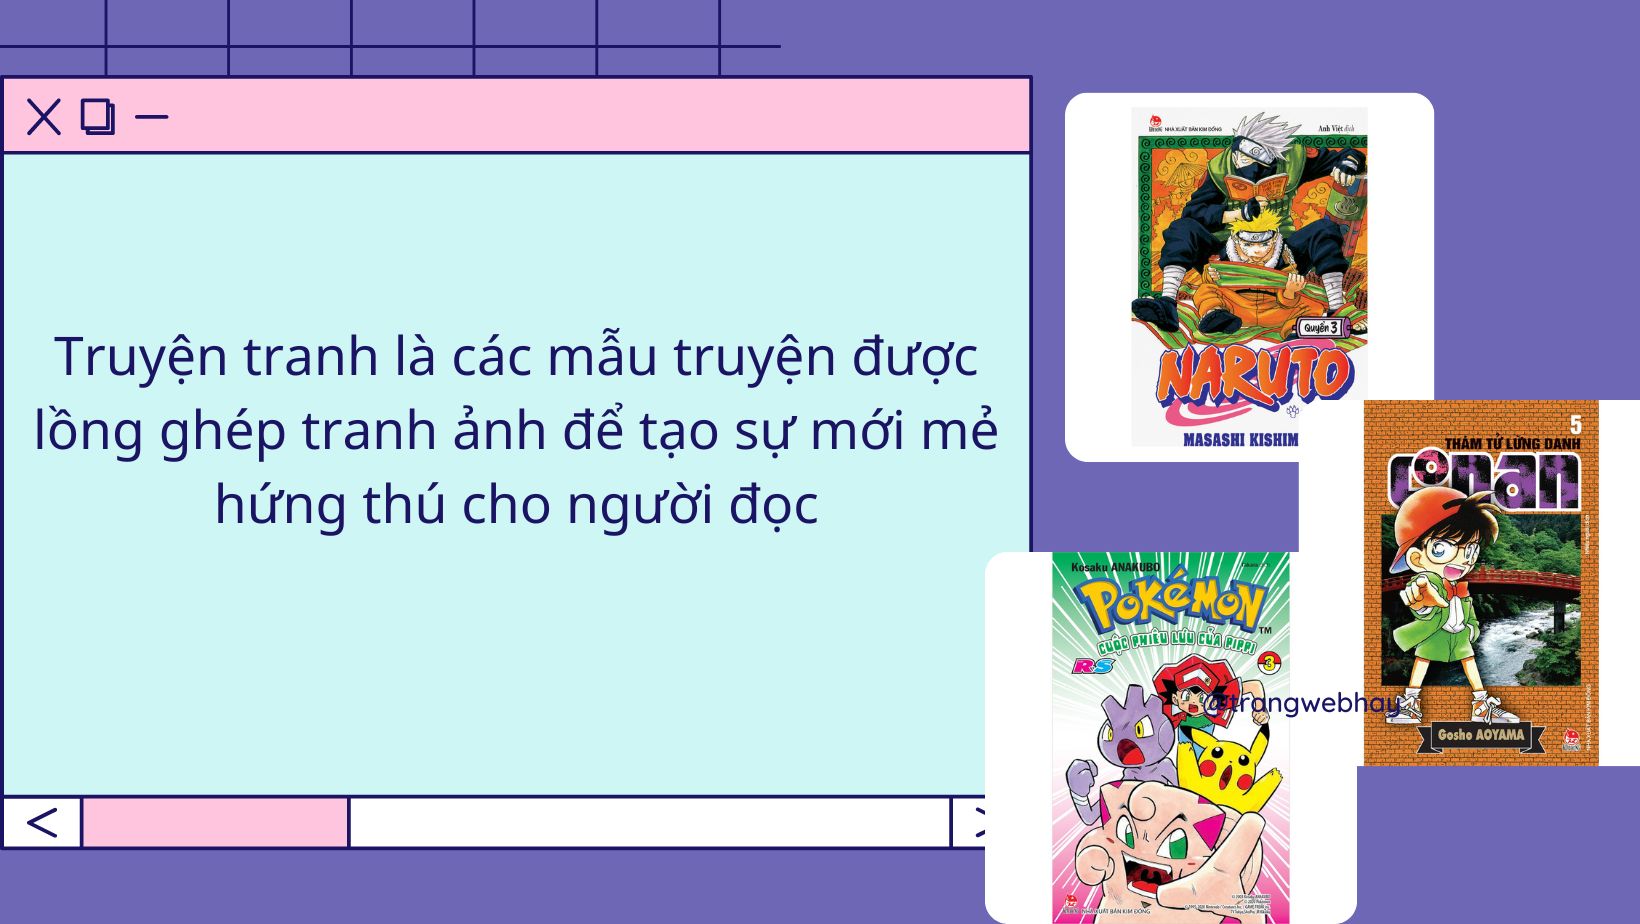 Truyện tranh là các mẫu truyện được
lồng ghép tranh ảnh để tạo sự mới mẻ
hứng thú cho người đọc
NHÀ XUẤT BẢN KIM ĐỒNG
Anh Việt dịch
Quyển 3
NARUTO
MASASHI KISHIM
5
THÁM TỬ LỪNG DANH
conan
Gosho AOYAMA
Kosaku ANAKUBO
POKéMON
TM
CUỘC PHIÊU LƯU CỦA PIPPI
RS
3
@trangwebhay
NHÀ XUẤT BẢN KIM ĐỒNG